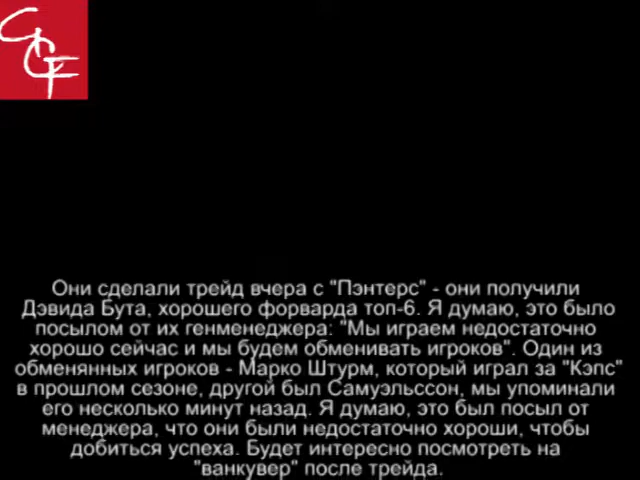 GCF
Они сделали трейд вчера с "Пэнтерс" - они получили
Дэвида Бута, хорошего форварда топ-6. Я думаю, это было
посылом от их генменеджера: "Мы играем недостаточно
хорошо сейчас и мы будем обменивать игроков". Один из
обменянных игроков - Марко Штурм, который играл за "Кэпс"
в прошлом сезоне, другой был Самуэльссон, мы упоминали
его несколько минут назад. Я думаю, это был посыл от
менеджера, что они были недостаточно хороши, чтобы
добиться успеха. Будет интересно посмотреть на
"ванкувер" после трейда.